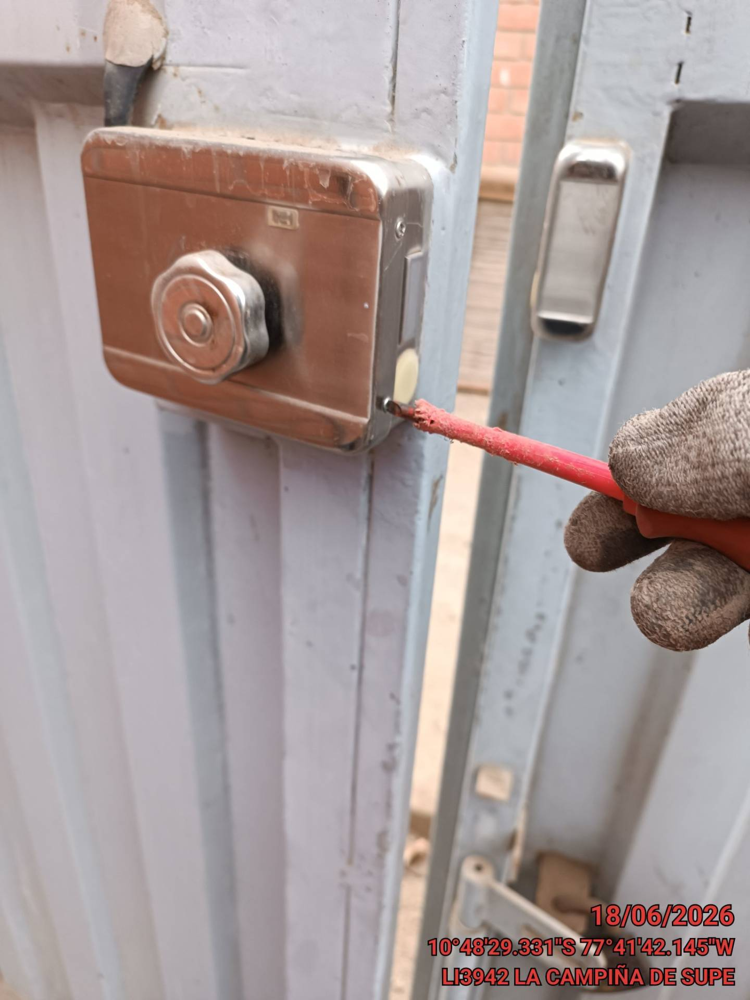 18/06/2026
10°48'29.331"S 77°41'42.145"W
LI3942 LA CAMPIÑA DE SUPE